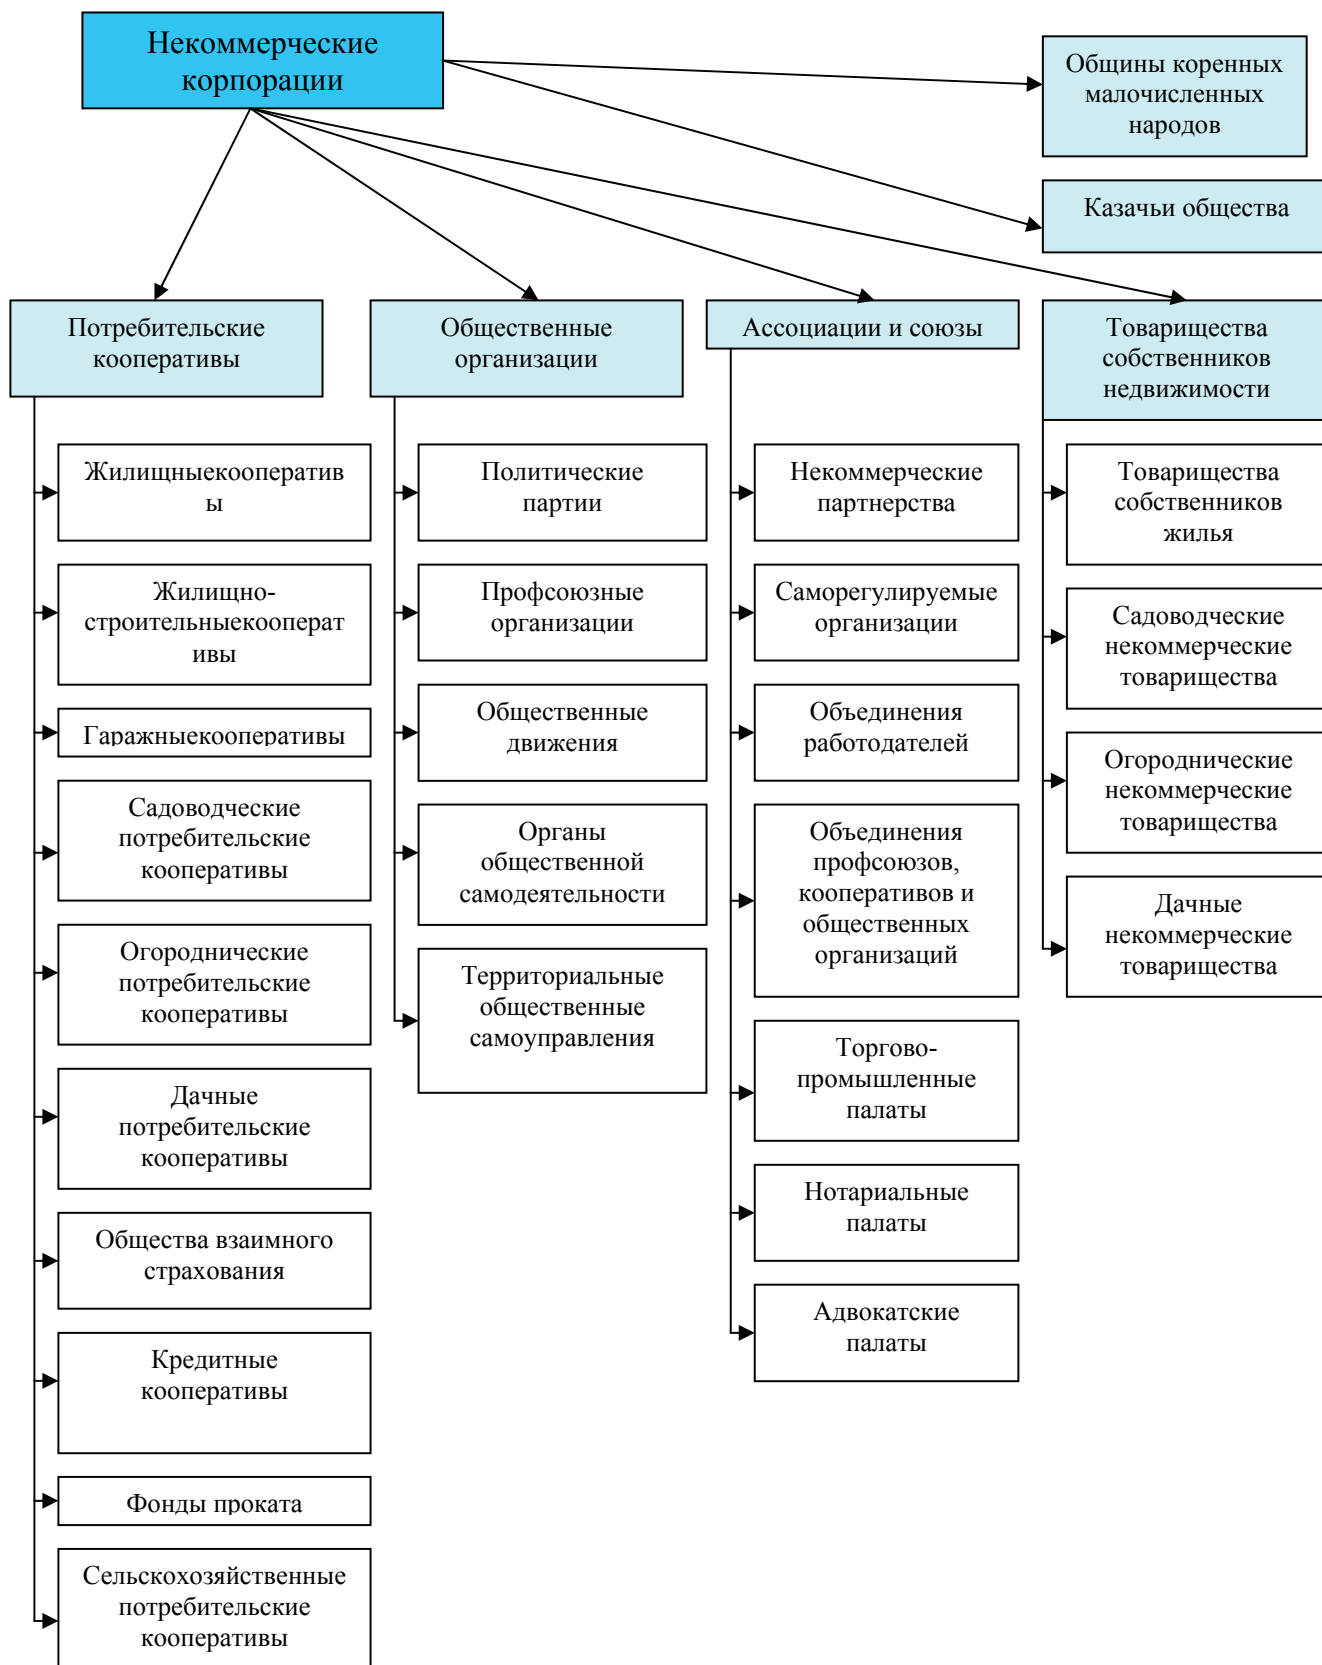 Некоммерческие
корпорации
Общины коренных
малочисленных
народов
Казачьи общества
Потребительские
кооперативы
Жилищныекооператив
ы
Жилищно-
строительныекооперат
ивы
Гаражныекооперативы
Садоводческие
потребительские
кооперативы
Огороднические
потребительские
кооперативы
Дачные
потребительские
кооперативы
Общества взаимного
страхования
Кредитные
кооперативы
Фонды проката
Сельскохозяйственные
потребительские
кооперативы
Общественные
организации
Политические
партии
Профсоюзные
организации
Общественные
движения
Органы
общественной
самодеятельности
Территориальные
общественные
самоуправления
Ассоциации и союзы
Некоммерческие
партнерства
Саморегулируемые
организации
Объединения
работодателей
Объединения
профсоюзов,
кооперативов и
общественных
организаций
Торгово-
промышленные
палаты
Нотариальные
палаты
Адвокатские
палаты
Товарищества
собственников
недвижимости
Товарищества
собственников
жилья
Садоводческие
некоммерческие
товарищества
Огороднические
некоммерческие
товарищества
Дачные
некоммерческие
товарищества